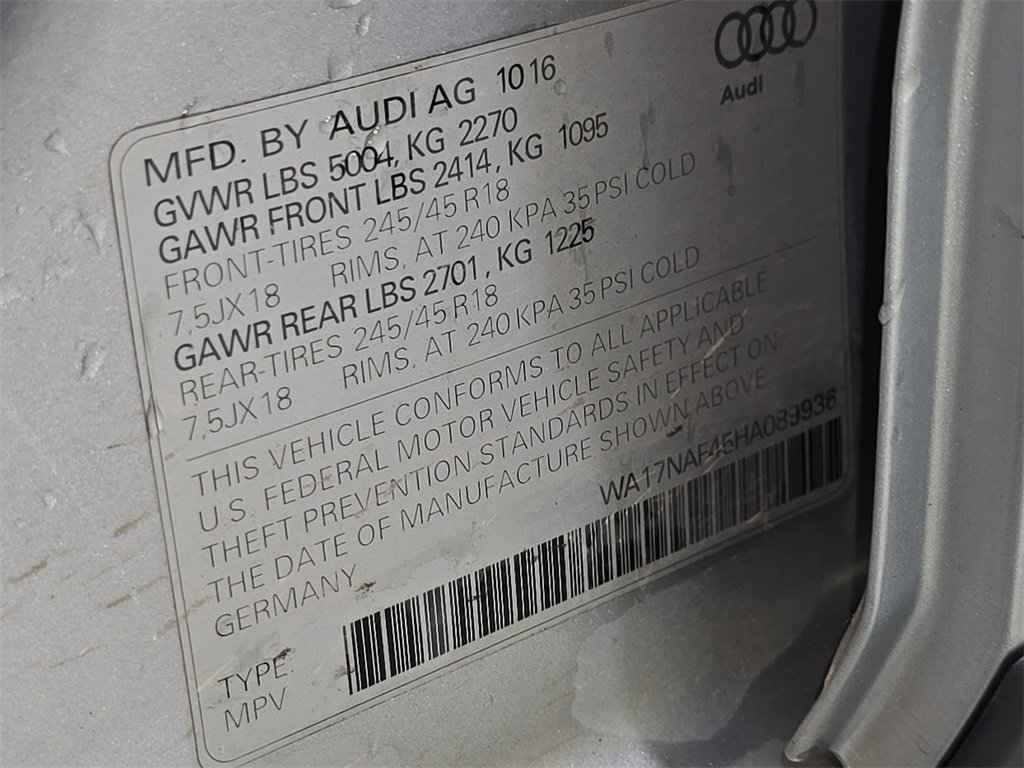 MFD. BY AUDI AG 10 16
Audi
GVWR LBS 5004, KG 2270
GAWR FRONT LBS 2414, KG 1095
FRONT-TIRES 245/45 R18
7,5JX18 RIMS, AT 240 KPA 35 PSI COLD
GAWR REAR LBS 2701, KG 1225
REAR-TIRES 245/45 R18
7,5JX18 RIMS, AT 240 KPA 35 PSI COLD
THIS VEHICLE CONFORMS TO ALL APPLICABLE
U.S. FEDERAL MOTOR VEHICLE SAFETY AND
THEFT PREVENTION STANDARDS IN EFFECT ON
THE DATE OF MANUFACTURE SHOWN ABOVE
GERMANY
WA17NAF45HA089936
TYPE:
MPV